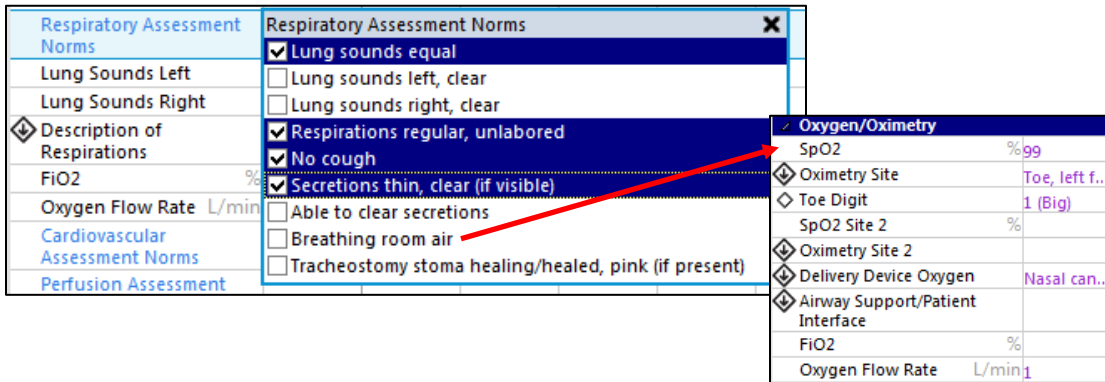 Respiratory Assessment
Norms
Lung Sounds Left
Lung Sounds Right
Description of
Respirations
FiO2 %
Oxygen Flow Rate L/min
Cardiovascular
Assessment Norms
Perfusion Assessment
Respiratory Assessment Norms
Lung sounds equal
Lung sounds left, clear
Lung sounds right, clear
Respirations regular, unlabored
No cough
Secretions thin, clear (if visible)
Able to clear secretions
Breathing room air
Tracheostomy stoma healing/healed, pink (if present)
Oxygen/Oximetry
SpO2 % 99
Oximetry Site Toe, left f...
Toe Digit 1 (Big)
SpO2 Site 2 %
Oximetry Site 2
Delivery Device Oxygen Nasal can...
Airway Support/Patient
Interface
FiO2 %
Oxygen Flow Rate L/min 1